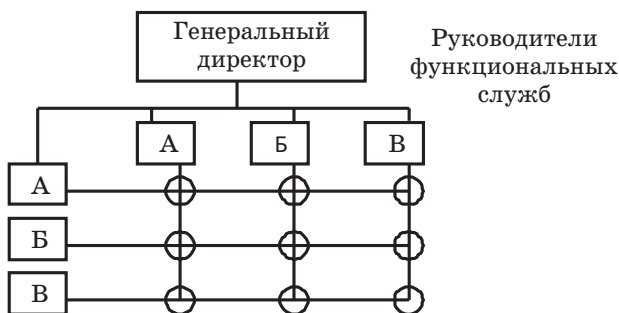 Генеральный
директор
Руководители
функциональных
служб
А
Б
В
А
Б
В